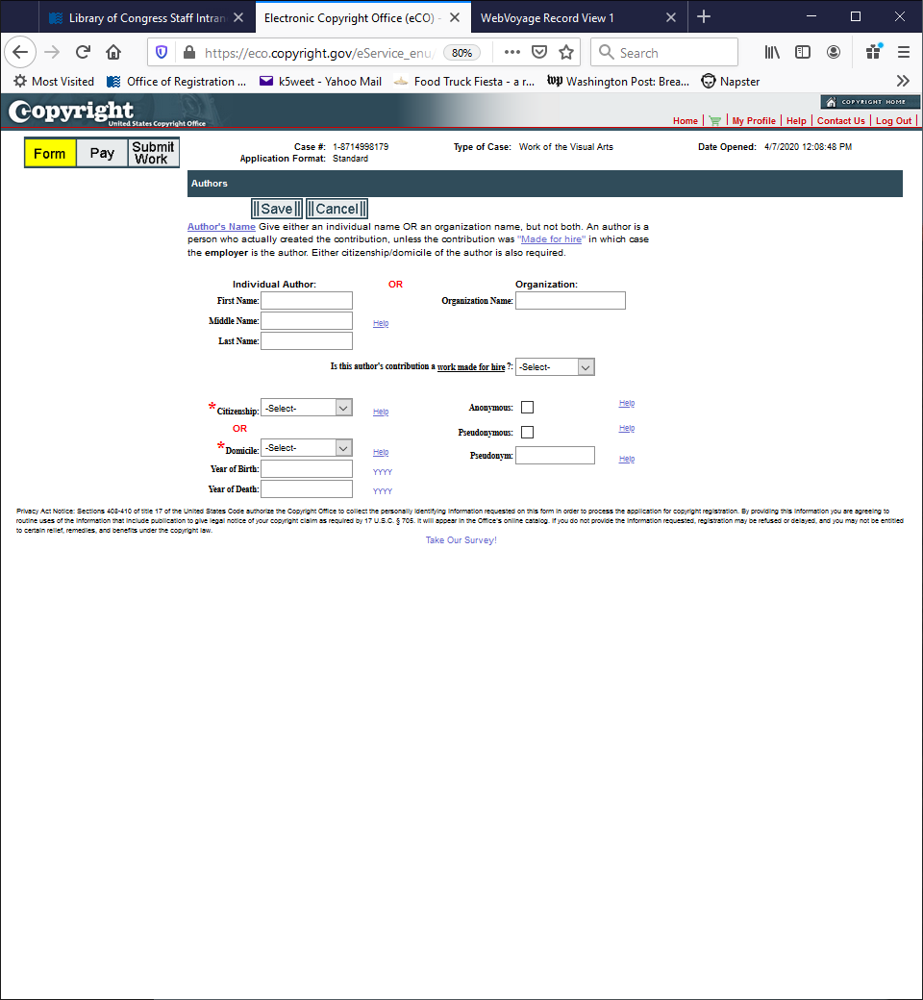 Library of Congress Staff Intran
Electronic Copyright Office (eCO) -
WebVoyage Record View 1
https://eco.copyright.gov/eService_enu/
80%
Search
Most Visited
Office of Registration ...
k5weet - Yahoo Mail
Food Truck Fiesta - a r...
wp Washington Post: Brea...
Napster
Copyright
United States Copyright Office
COPYRIGHT HOME
Home | My Profile | Help | Contact Us | Log Out |
Form
Pay
Submit Work
Case #: 1-8714998179
Type of Case: Work of the Visual Arts
Date Opened: 4/7/2020 12:08:48 PM
Application Format: Standard
Authors
Save
Cancel
Author's Name Give either an individual name OR an organization name, but not both. An author is a
person who actually created the contribution, unless the contribution was "Made for hire" in which case
the employer is the author. Either citizenship/domicile of the author is also required.
Individual Author:
OR
Organization:
First Name:
Organization Name:
Middle Name:
Help
Last Name:
Is this author's contribution a work made for hire ?:
-Select-
*Citizenship:
-Select-
Help
Anonymous:
Help
OR
Pseudonymous:
Help
*Domicile:
-Select-
Help
Pseudonym:
Help
Year of Birth:
YYYY
Year of Death:
YYYY
Privacy Act Notice: Sections 408-410 of title 17 of the United States Code authorize the Copyright Office to collect the personally identifying information requested on this form in order to process the application for copyright registration. By providing this information you are agreeing to
routine uses of the information that include publication to give legal notice of your copyright claim as required by 17 U.S.C. § 705. It will appear in the Office's online catalog. If you do not provide the information requested, registration may be refused or delayed, and you may not be entitled
to certain relief, remedies, and benefits under the copyright law.
Take Our Survey!